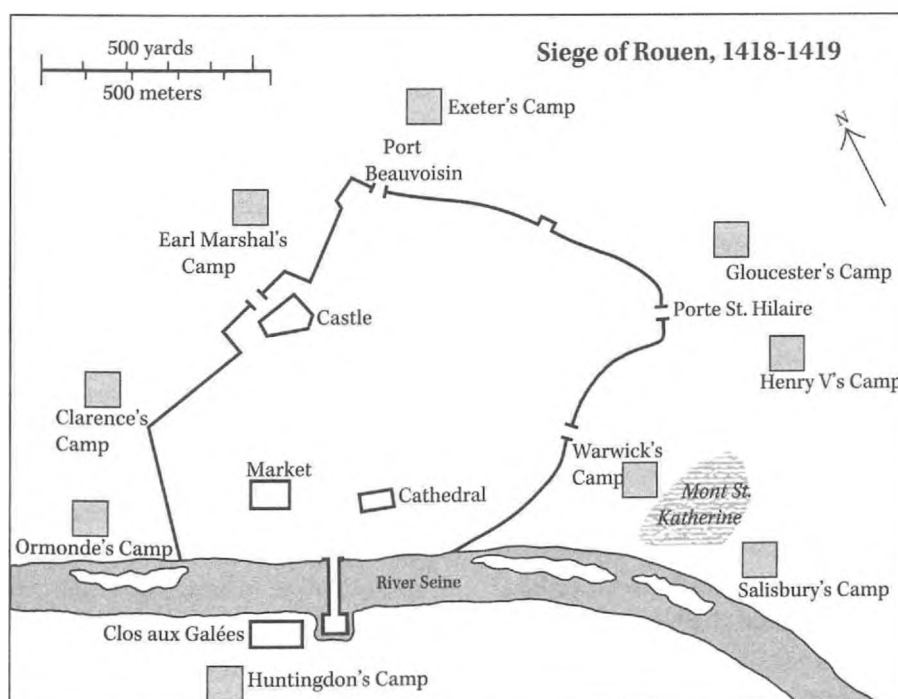 500 yards
500 meters
Siege of Rouen, 1418-1419
N
Exeter's Camp
Port
Beauvoisin
Earl Marshal's
Camp
Gloucester's Camp
Castle
Porte St. Hilaire
Henry V's Camp
Clarence's
Camp
Warwick's
Camp
Market
Cathedral
Mont St.
Katherine
Ormonde's Camp
River Seine
Salisbury's Camp
Clos aux Galées
Huntingdon's Camp